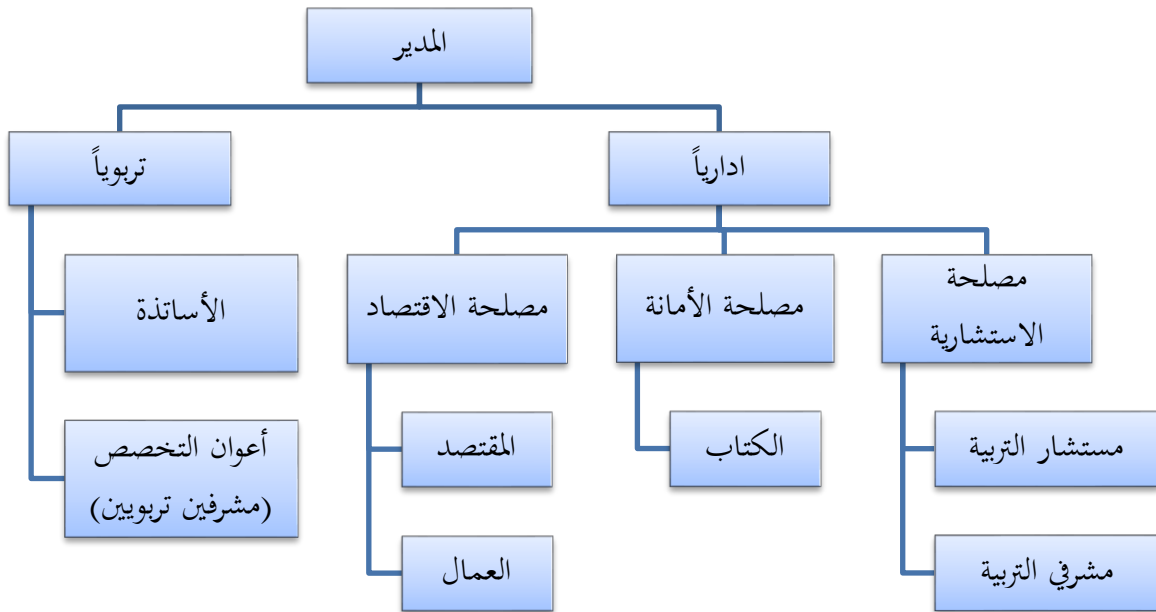 المدير
ادارياً
تربوياً
مصلحة
الاستشارية
مصلحة الأمانة
مصلحة الاقتصاد
الأساتذة
مستشار التربية
الكتاب
المقتصد
أعوان التخصص
(مشرفين تربويين)
مشرفي التربية
العمال